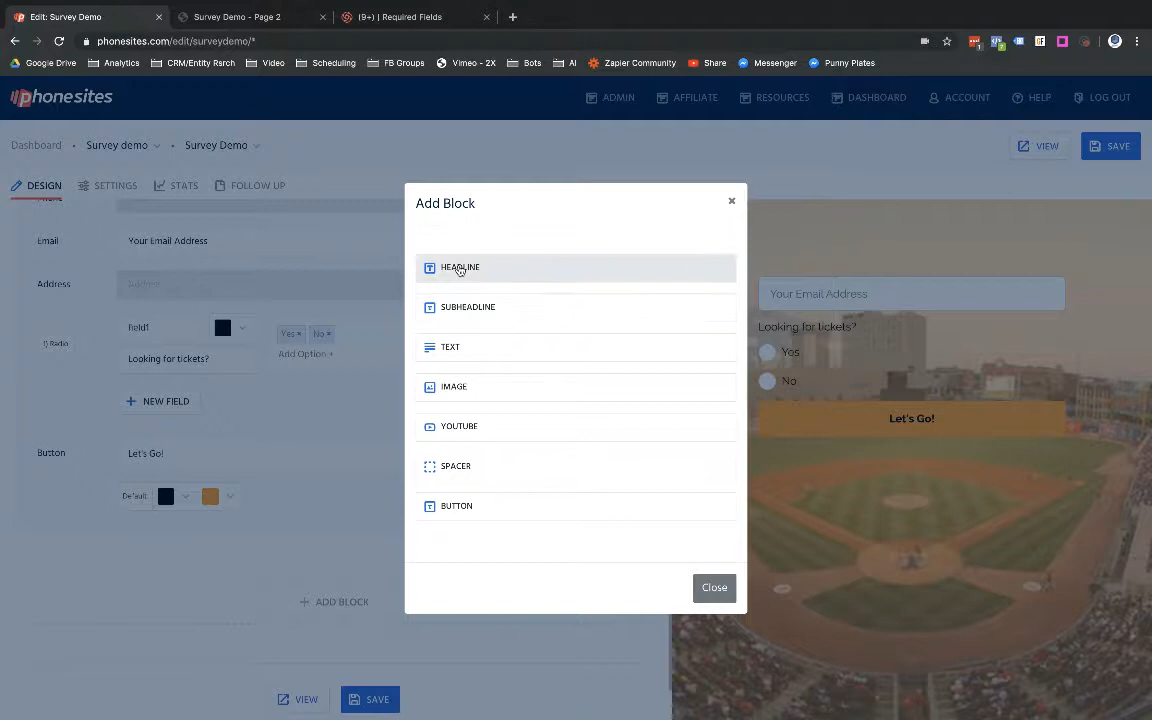 Edit: Survey Demo
Survey Demo - Page 2
(9+) | Required Fields
phonesites.com/edit/surveydemo/*
Google Drive
Analytics
CRM/Entity Rsrch
Video
Scheduling
FB Groups
Vimeo - 2X
Bots
AI
Zapier Community
Share
Messenger
Punny Plates
phonesites
ADMIN
AFFILIATE
RESOURCES
DASHBOARD
ACCOUNT
HELP
LOG OUT
Dashboard
Survey demo
Survey Demo
VIEW
SAVE
DESIGN
SETTINGS
STATS
FOLLOW UP
Email
Your Email Address
Address
Address
1) Radio
field1
Looking for tickets?
Yes ×
No ×
Add Option +
NEW FIELD
Button
Let's Go!
Default:
ADD BLOCK
VIEW
SAVE
Add Block
×
HEADLINE
SUBHEADLINE
TEXT
IMAGE
YOUTUBE
SPACER
BUTTON
Close
Your Email Address
Looking for tickets?
Yes
No
Let's Go!